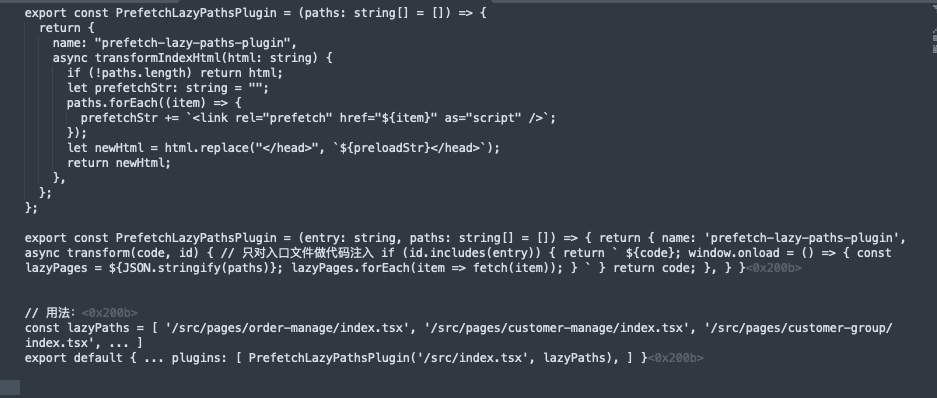 export const PrefetchLazyPathsPlugin = (paths: string[] = []) => {
  return {
    name: "prefetch-lazy-paths-plugin",
    async transformIndexHtml(html: string) {
      if (!paths.length) return html;
      let prefetchStr: string = "";
      paths.forEach((item) => {
        prefetchStr += `<link rel="prefetch" href="${item}" as="script" />`;
      });
      let newHtml = html.replace("</head>", `${preloadStr}</head>`);
      return newHtml;
    },
  };
};

export const PrefetchLazyPathsPlugin = (entry: string, paths: string[] = []) => { return { name: 'prefetch-lazy-paths-plugin',
async transform(code, id) { // 只对入口文件做代码注入 if (id.includes(entry)) { return ` ${code}; window.onload = () => { const
lazyPages = ${JSON.stringify(paths)}; lazyPages.forEach(item => fetch(item)); } ` } return code; }, } }<0x200b>

// 用法：<0x200b>
const lazyPaths = [ '/src/pages/order-manage/index.tsx', '/src/pages/customer-manage/index.tsx', '/src/pages/customer-group/
index.tsx', ... ]
export default { ... plugins: [ PrefetchLazyPathsPlugin('/src/index.tsx', lazyPaths), ] }<0x200b>